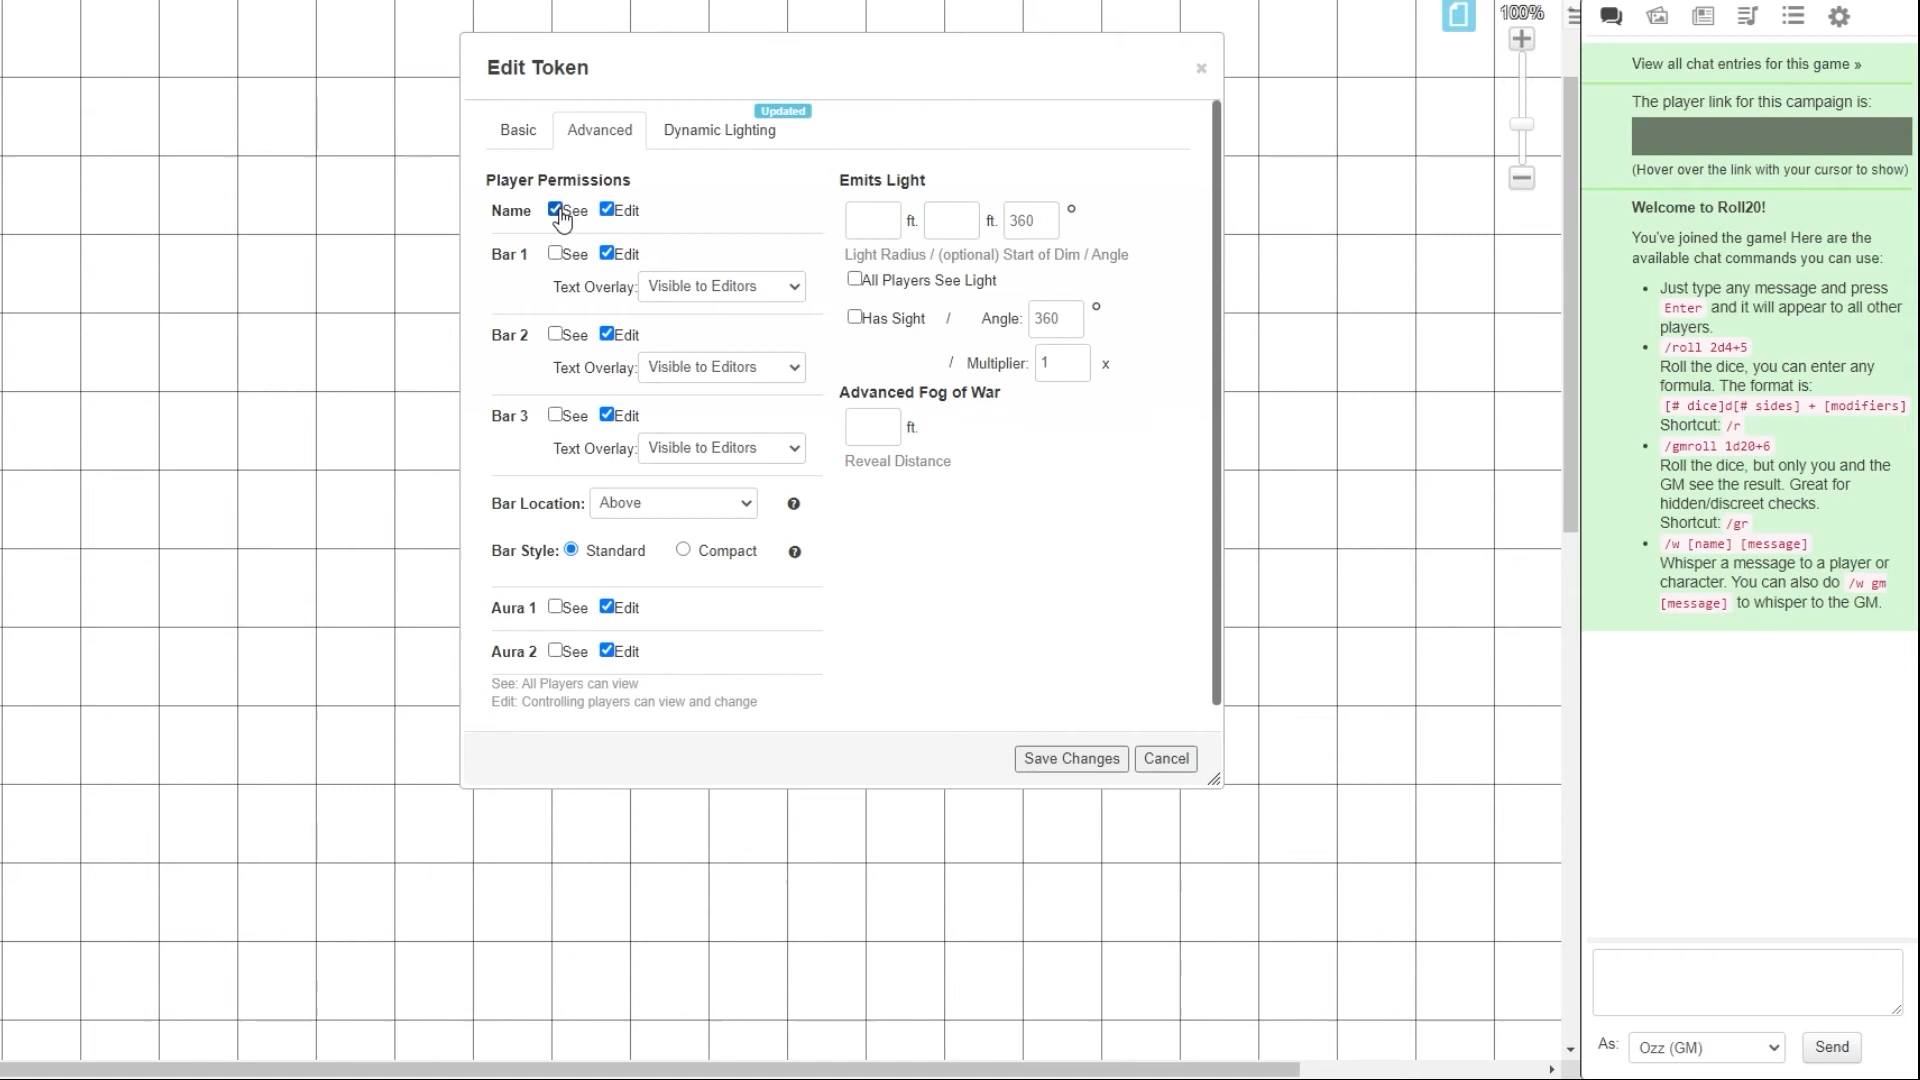 100%
Edit Token
×
Updated
Basic Advanced Dynamic Lighting
Player Permissions
Name See Edit
Bar 1 See Edit
Text Overlay: Visible to Editors
Bar 2 See Edit
Text Overlay: Visible to Editors
Bar 3 See Edit
Text Overlay: Visible to Editors
Bar Location: Above ?
Bar Style: Standard Compact ?
Aura 1 See Edit
Aura 2 See Edit
See: All Players can view
Edit: Controlling players can view and change
Emits Light
ft. ft. 360 °
Light Radius / (optional) Start of Dim / Angle
All Players See Light
Has Sight / Angle: 360 °
/ Multiplier: 1 x
Advanced Fog of War
ft.
Reveal Distance
Save Changes Cancel
View all chat entries for this game »
The player link for this campaign is:
(Hover over the link with your cursor to show)
Welcome to Roll20!
You've joined the game! Here are the
available chat commands you can use:
• Just type any message and press
Enter and it will appear to all other
players.
• /roll 2d4+5
Roll the dice, you can enter any
formula. The format is:
[# dice]d[# sides] + [modifiers]
Shortcut: /r
• /gmroll 1d20+6
Roll the dice, but only you and the
GM see the result. Great for
hidden/discreet checks.
Shortcut: /gr
• /w [name] [message]
Whisper a message to a player or
character. You can also do /w gm
[message] to whisper to the GM.
As: Ozz (GM) Send